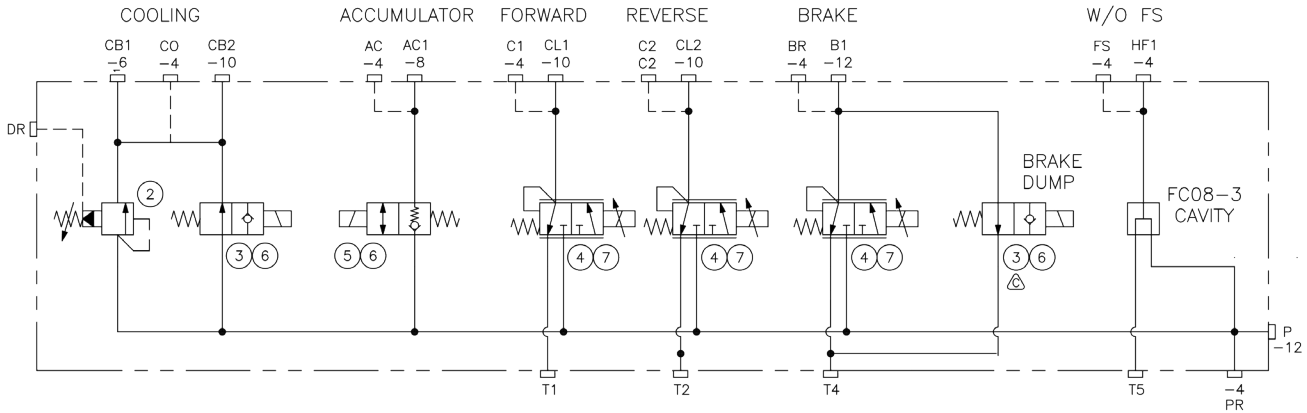 COOLING
ACCUMULATOR
FORWARD
REVERSE
BRAKE
W/O FS
CB1
-6
CO
-4
CB2
-10
AC
-4
AC1
-8
C1
-4
CL1
-10
C2
C2
CL2
-10
BR
-4
B1
-12
FS
-4
HF1
-4
DR
2
3 6
5 6
4 7
4 7
4 7
BRAKE
DUMP
3 6
C
FC08-3
CAVITY
P
-12
T1
T2
T4
T5
-4
PR